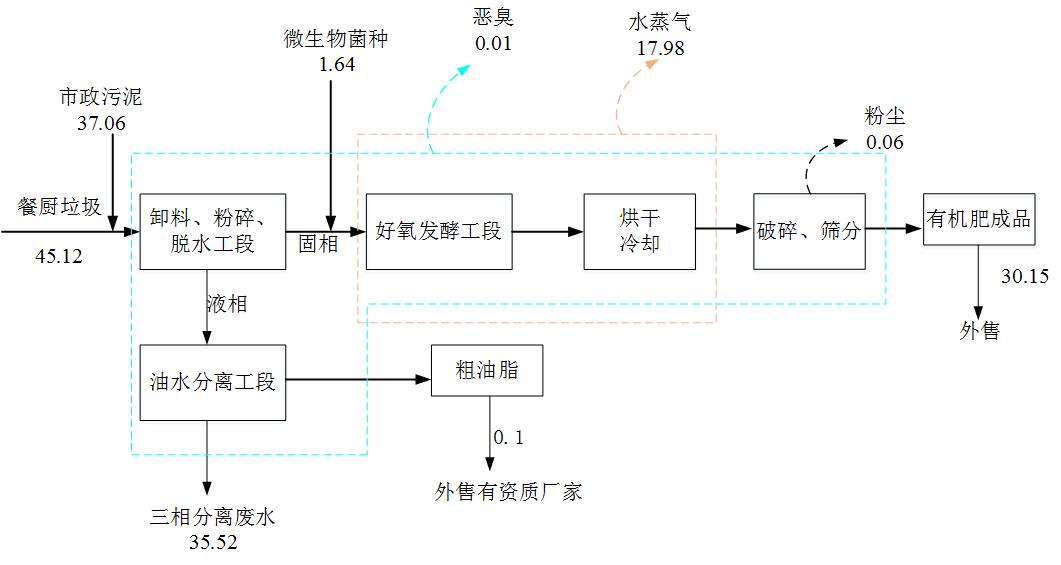 恶臭
0.01
水蒸气
17.98
微生物菌种
1.64
市政污泥
37.06
粉尘
0.06
餐厨垃圾
45.12
卸料、粉碎、
脱水工段
固相
好氧发酵工段
烘干
冷却
破碎、筛分
有机肥成品
30.15
外售
液相
油水分离工段
粗油脂
0.1
外售有资质厂家
三相分离废水
35.52